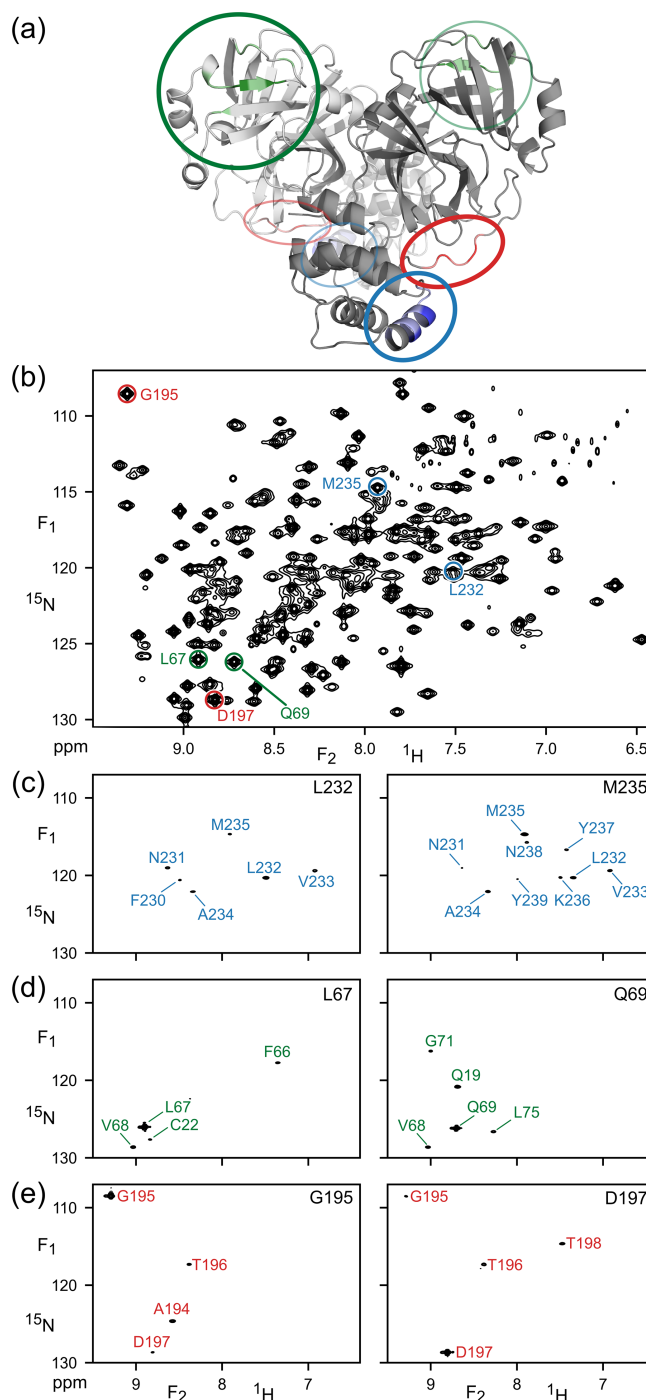 (a)
(b)
G195
110
M235
115
F1
120
L232
15N
125
L67
Q69
D197
130
ppm 9.0 8.5 F2 8.0 1H 7.5 7.0 6.5
(c)
110
L232
M235
F1
M235
M235
Y237
N231
N238
L232
120
L232
V233
N231
F230
A234
V233
15N
A234
Y239
K236
130
(d)
110
L67
Q69
F1
F66
G71
120
Q19
15N
L67
Q69
V68
C22
V68
L75
130
(e)
110
G195
G195
D197
G195
F1
T198
T196
T196
120
A194
15N
D197
D197
130
ppm 9 F2 8 1H 7 9 F2 8 1H 7